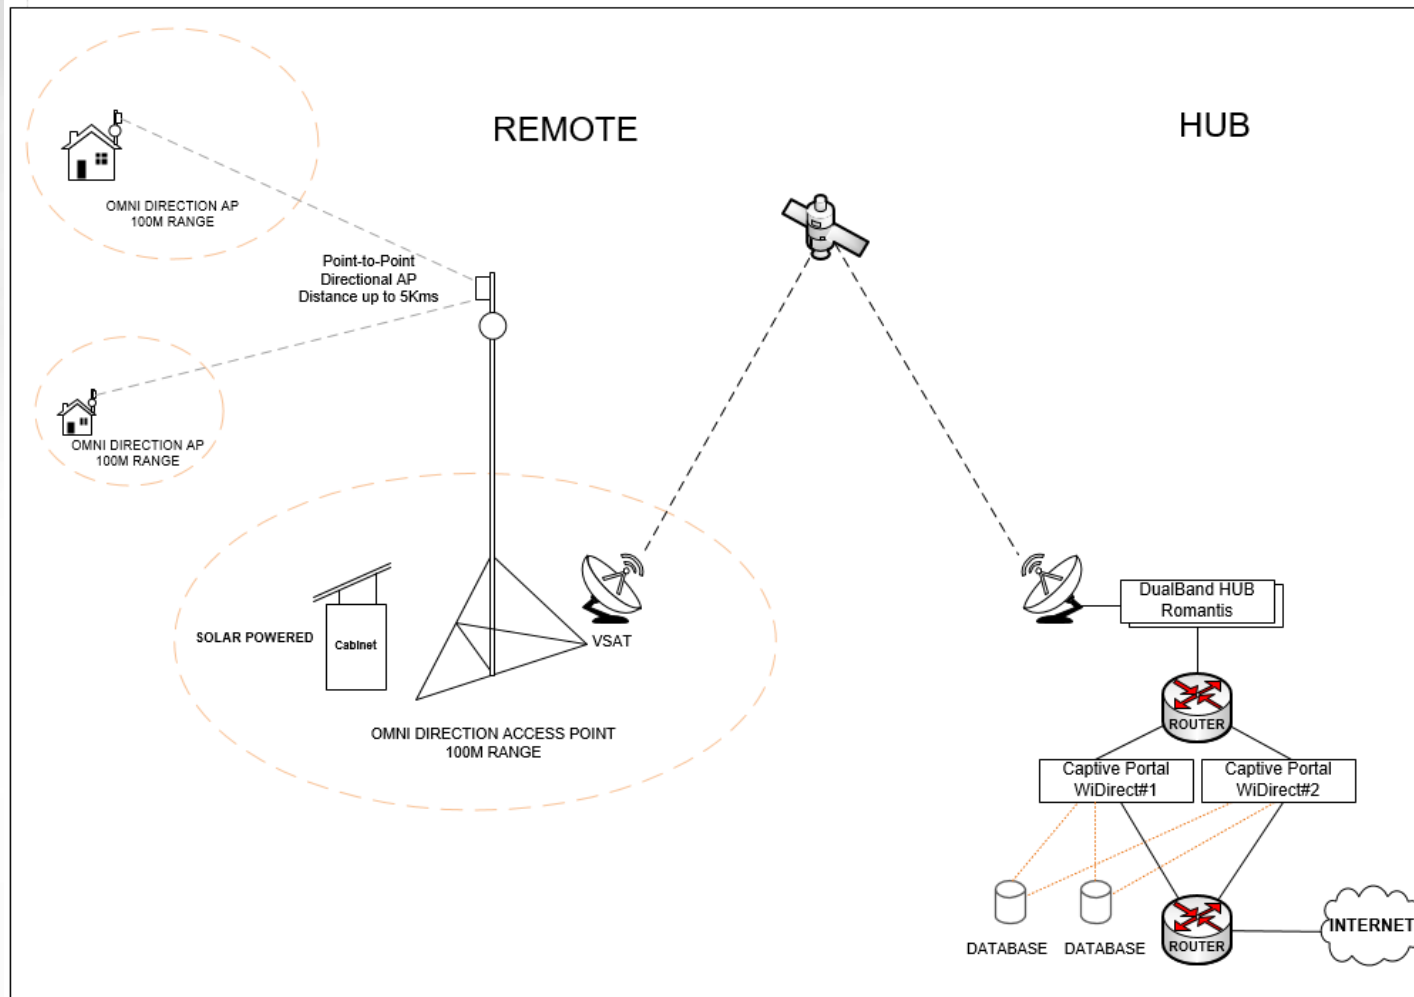 REMOTE
HUB
OMNI DIRECTION AP
100M RANGE
Point-to-Point
Directional AP
Distance up to 5Kms
OMNI DIRECTION AP
100M RANGE
SOLAR POWERED
Cabinet
VSAT
OMNI DIRECTION ACCESS POINT
100M RANGE
DualBand HUB
Romantis
ROUTER
Captive Portal
WiDirect#1
Captive Portal
WiDirect#2
DATABASE
DATABASE
ROUTER
INTERNET